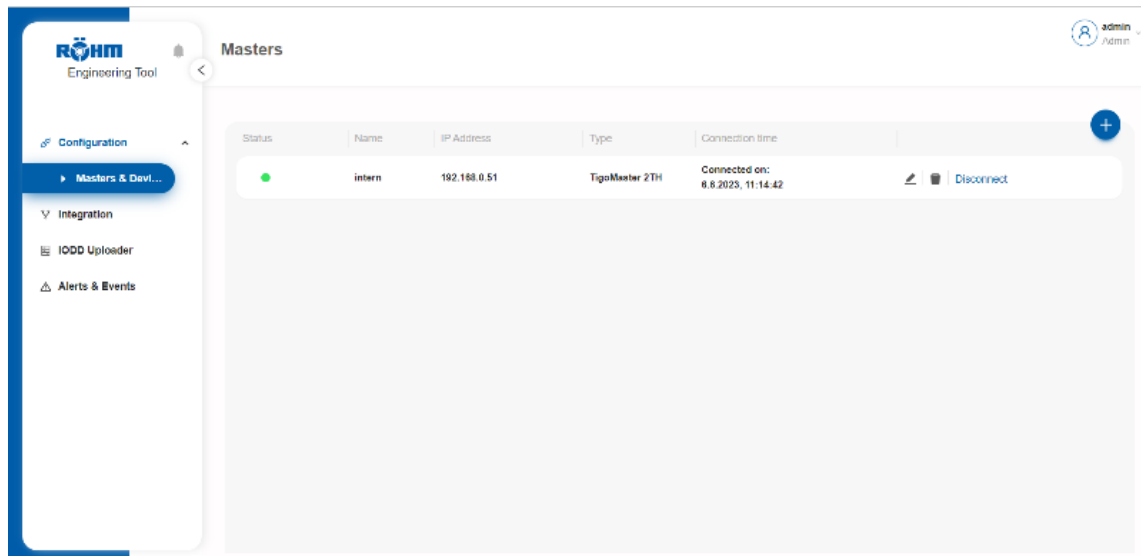 RÖHM
Engineering Tool
Masters
admin
Admin
Configuration
Masters & Devi...
Integration
IODD Uploader
Alerts & Events
Status Name IP Address Type Connection time
intern 192.168.0.51 TigoMaster 2TH Connected on: Disconnect
6.6.2023, 11:14:42